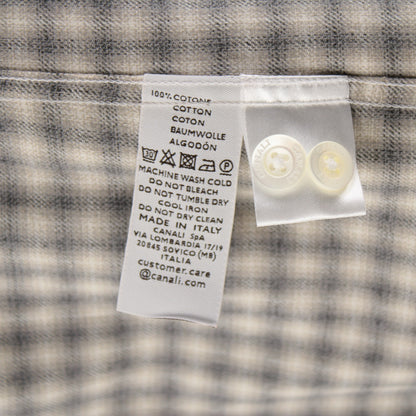 100% COTONE
COTTON
COTON
BAUMWOLLE
ALGODÓN
30 P
MACHINE WASH COLD
DO NOT BLEACH
DO NOT TUMBLE DRY
COOL IRON
DO NOT DRY CLEAN
MADE IN ITALY
CANALI SpA
VIA LOMBARDIA 17/19
20845 SOVICO (MB)
ITALIA
customer.care
@canali.com
CANALI